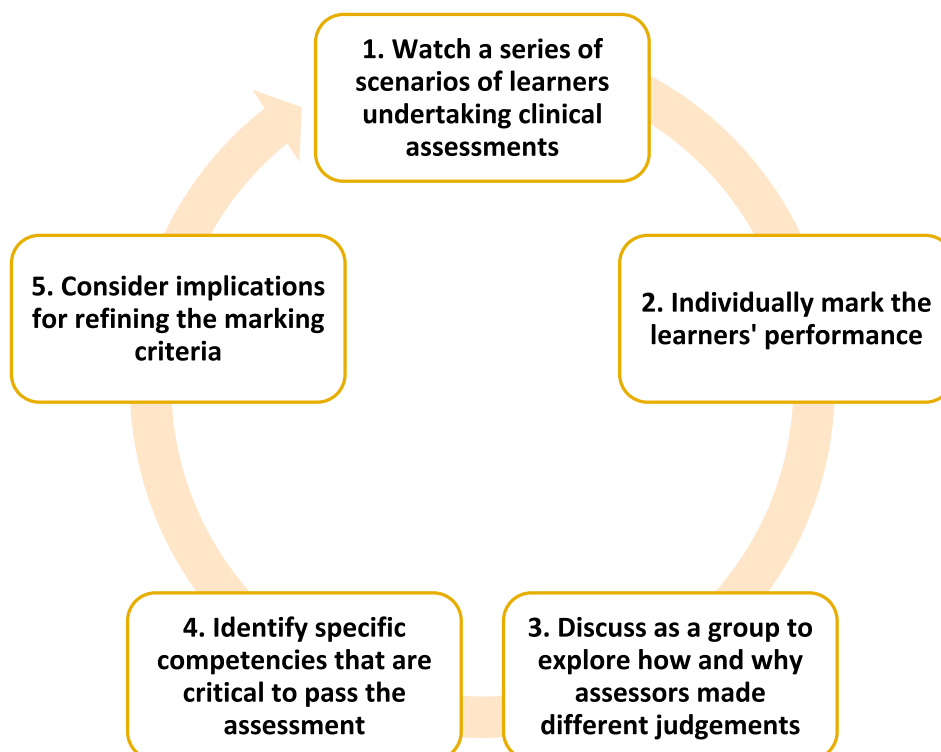 1. Watch a series of
scenarios of learners
undertaking clinical
assessments
2. Individually mark the
learners' performance
3. Discuss as a group to
explore how and why
assessors made
different judgements
4. Identify specific
competencies that are
critical to pass the
assessment
5. Consider implications
for refining the marking
criteria